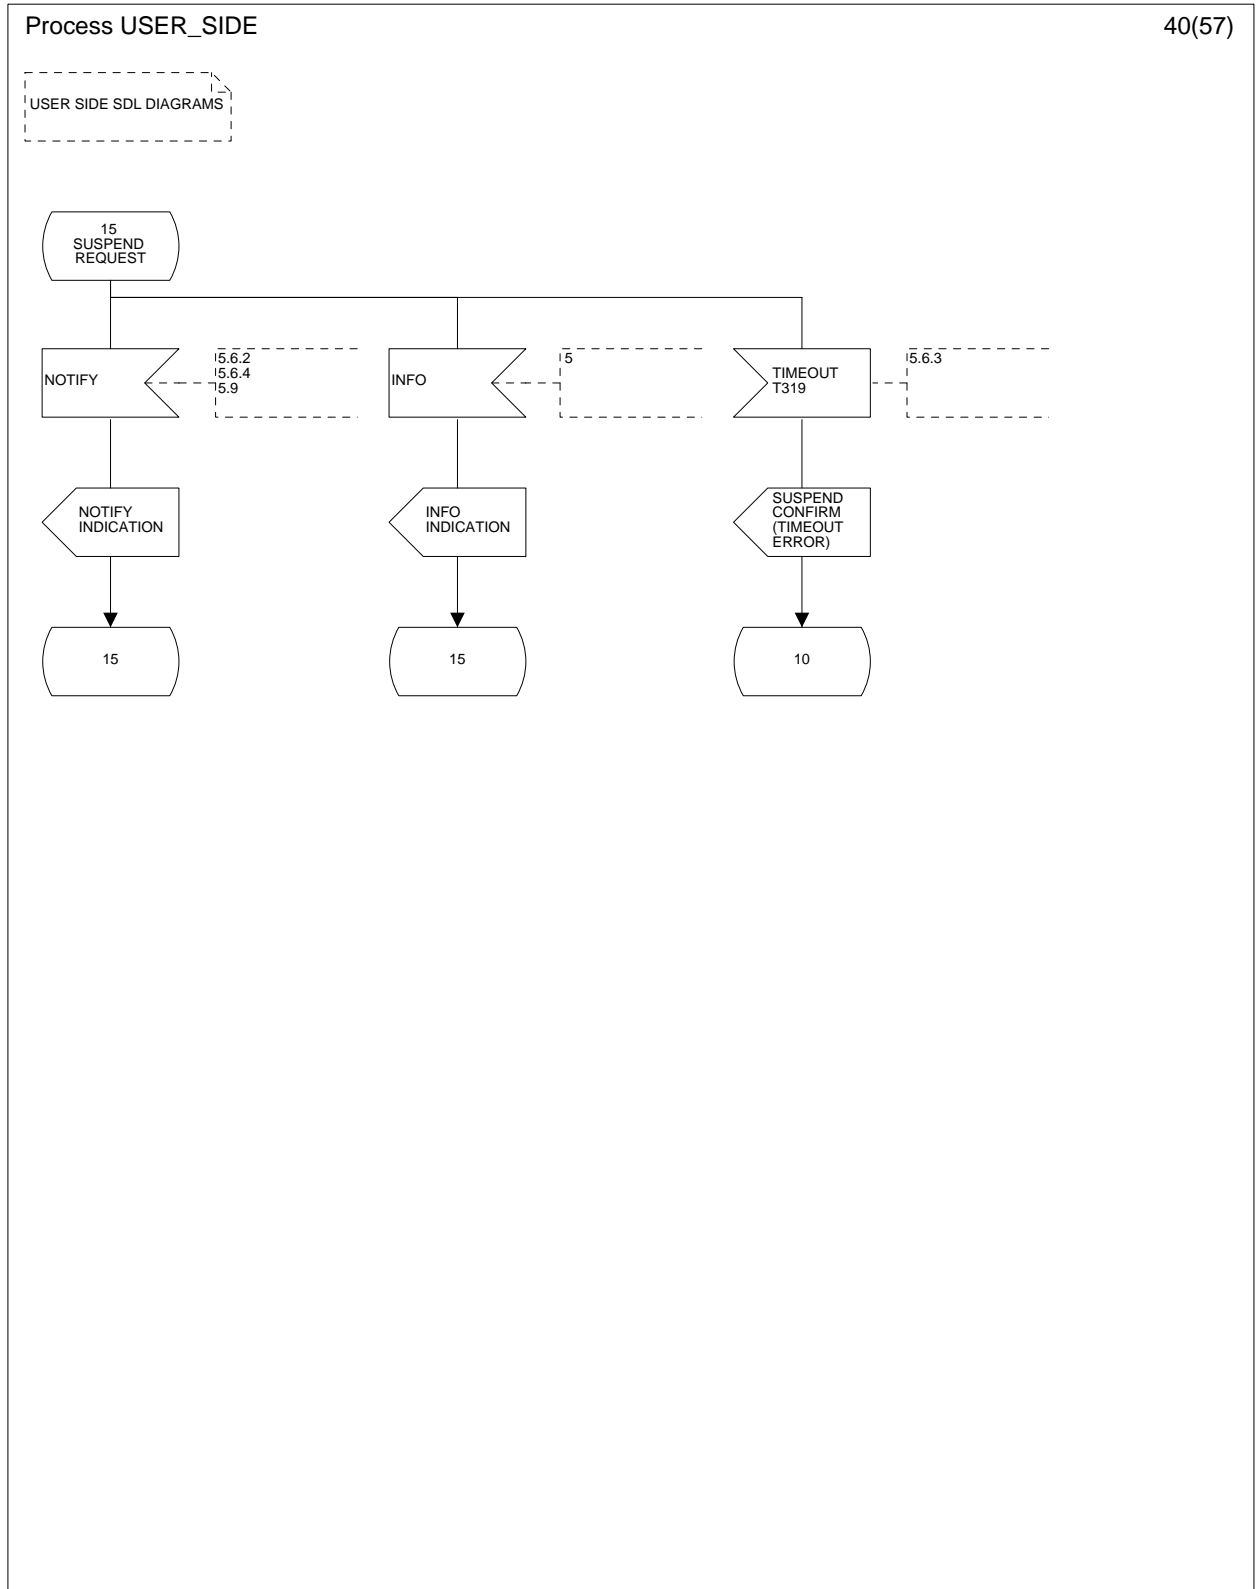 Process USER_SIDE
40(57)
USER SIDE SDL DIAGRAMS
15
SUSPEND
REQUEST
NOTIFY
5.6.2
5.6.4
5.9
INFO
5
TIMEOUT
T319
5.6.3
NOTIFY
INDICATION
INFO
INDICATION
SUSPEND
CONFIRM
(TIMEOUT
ERROR)
15
15
10